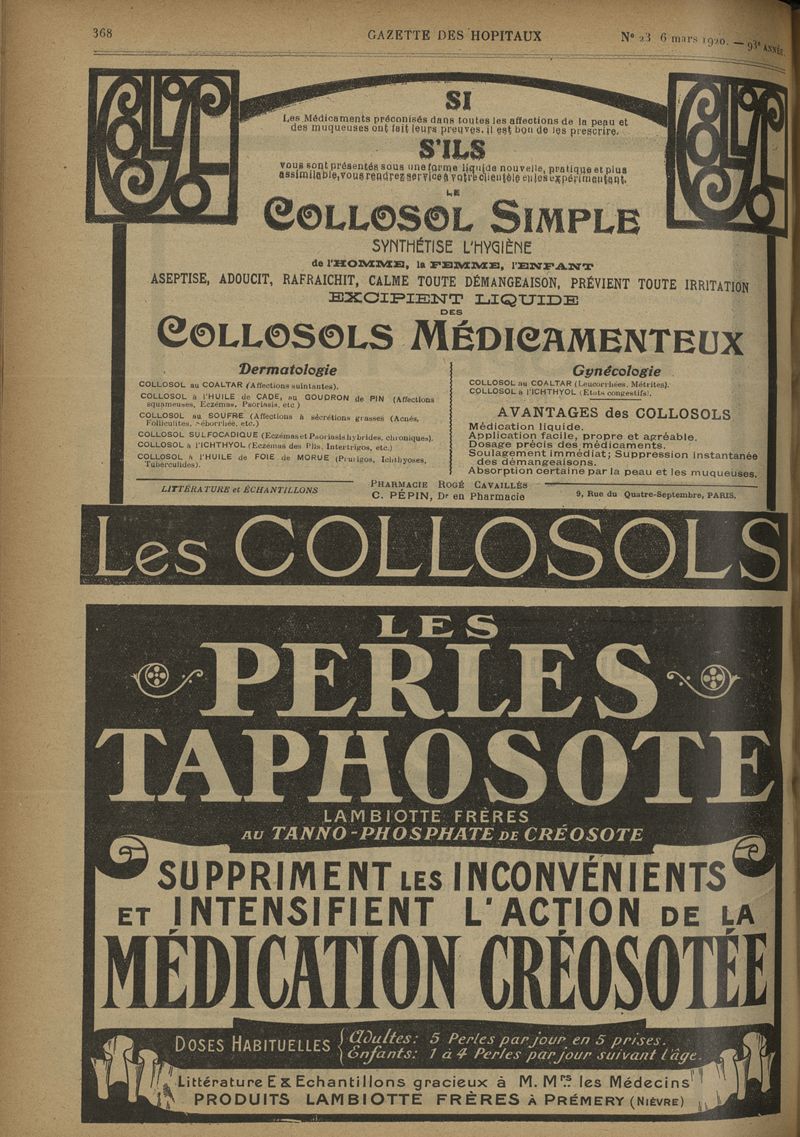 368 GAZETTE DES HOPITAUX N° 23 6 mars 1920. — 93e ANNÉE.
SI
Les Médicaments préconisés dans toutes les affections de la peau et
des muqueuses ont fait leurs preuves, il est bon de les prescrire.
S'ILS
vous sont présentés sous une forme liquide nouvelle, pratique et plus
assimilable, vous rendrez service à votre clientèle en les expérimentant.
LE
COLLOSOL SIMPLE
SYNTHÉTISE L'HYGIÈNE
de l'HOMME, la FEMME, l'ENFANT
ASEPTISE, ADOUCIT, RAFRAICHIT, CALME TOUTE DÉMANGEAISON, PRÉVIENT TOUTE IRRITATION
EXCIPIENT LIQUIDE
DES
COLLOSOLS MÉDICAMENTEUX
Dermatologie
COLLOSOL au COALTAR (Affections suintantes).
COLLOSOL à l'HUILE de CADE, au GOUDRON de PIN (Affections
squameuses, Eczémas, Psoriasis, etc.)
COLLOSOL au SOUFRE (Affections à sécrétions grasses (Acnés,
Folliculites, Séborrhée, etc.)
COLLOSOL SULFOCADIQUE (Eczémas et Psoriasis hybrides, chroniques).
COLLOSOL à l'ICHTHYOL (Eczémas des Plis, Intertrigos, etc.)
COLLOSOL à l'HUILE de FOIE de MORUE (Prurigos, Ichthyoses,
Tuberculides).
Gynécologie
COLLOSOL au COALTAR (Leucorrhées, Métrites).
COLLOSOL à l'ICHTHYOL (Etats congestifs).
AVANTAGES des COLLOSOLS
Médication liquide.
Application facile, propre et agréable.
Dosage précis des médicaments.
Soulagement immédiat; Suppression instantanée
des démangeaisons.
Absorption certaine par la peau et les muqueuses.
LITTÉRATURE et ÉCHANTILLONS
PHARMACIE ROGÉ CAVAILLÈS
C. PÉPIN, Dr en Pharmacie 9, Rue du Quatre-Septembre, PARIS.
Les COLLOSOLS
LES
PERLES
TAPHOSOTE
LAMBIOTTE FRÈRES
AU TANNO-PHOSPHATE DE CRÉOSOTE
SUPPRIMENT LES INCONVÉNIENTS
ET INTENSIFIENT L'ACTION DE LA
MÉDICATION CRÉOSOTÉE
DOSES HABITUELLES { Adultes: 5 Perles par jour en 5 prises.
Enfants: 1 à 4 Perles par jour suivant l'âge.
Littérature Et Echantillons gracieux à M.Mrs les Médecins
PRODUITS LAMBIOTTE FRÈRES À PRÉMERY (NIÈVRE)